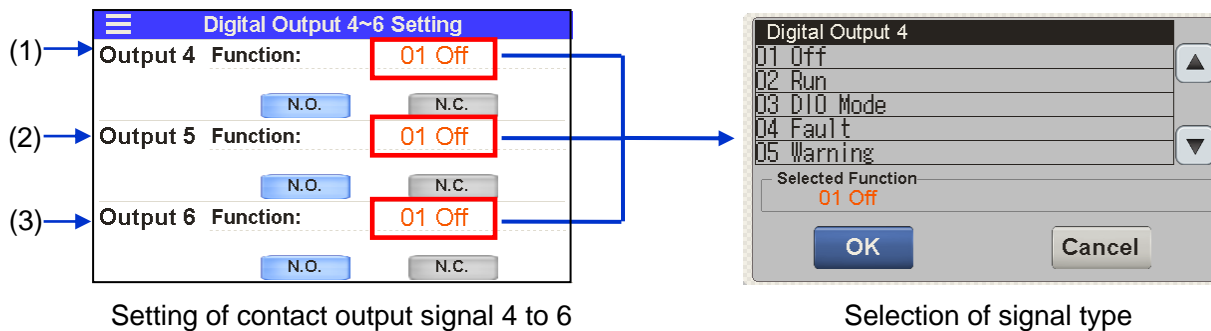 Digital Output 4~6 Setting
(1) Output 4 Function: 01 Off
N.O. N.C.
(2) Output 5 Function: 01 Off
N.O. N.C.
(3) Output 6 Function: 01 Off
N.O. N.C.
Setting of contact output signal 4 to 6
Digital Output 4
01 Off
02 Run
03 DIO Mode
04 Fault
05 Warning
Selected Function
01 Off
OK Cancel
Selection of signal type